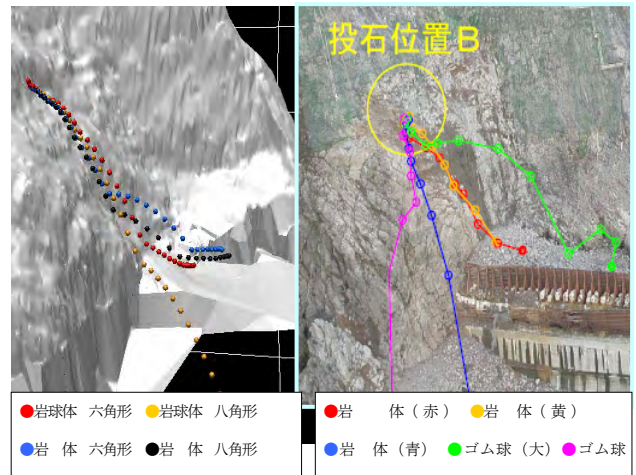 投石位置B
●岩球体 六角形 ●岩球体 八角形
●岩 体 六角形 ●岩 体 八角形
●岩 体(赤) ●岩 体(黄)
●岩 体(青) ●ゴム球(大) ●ゴム球